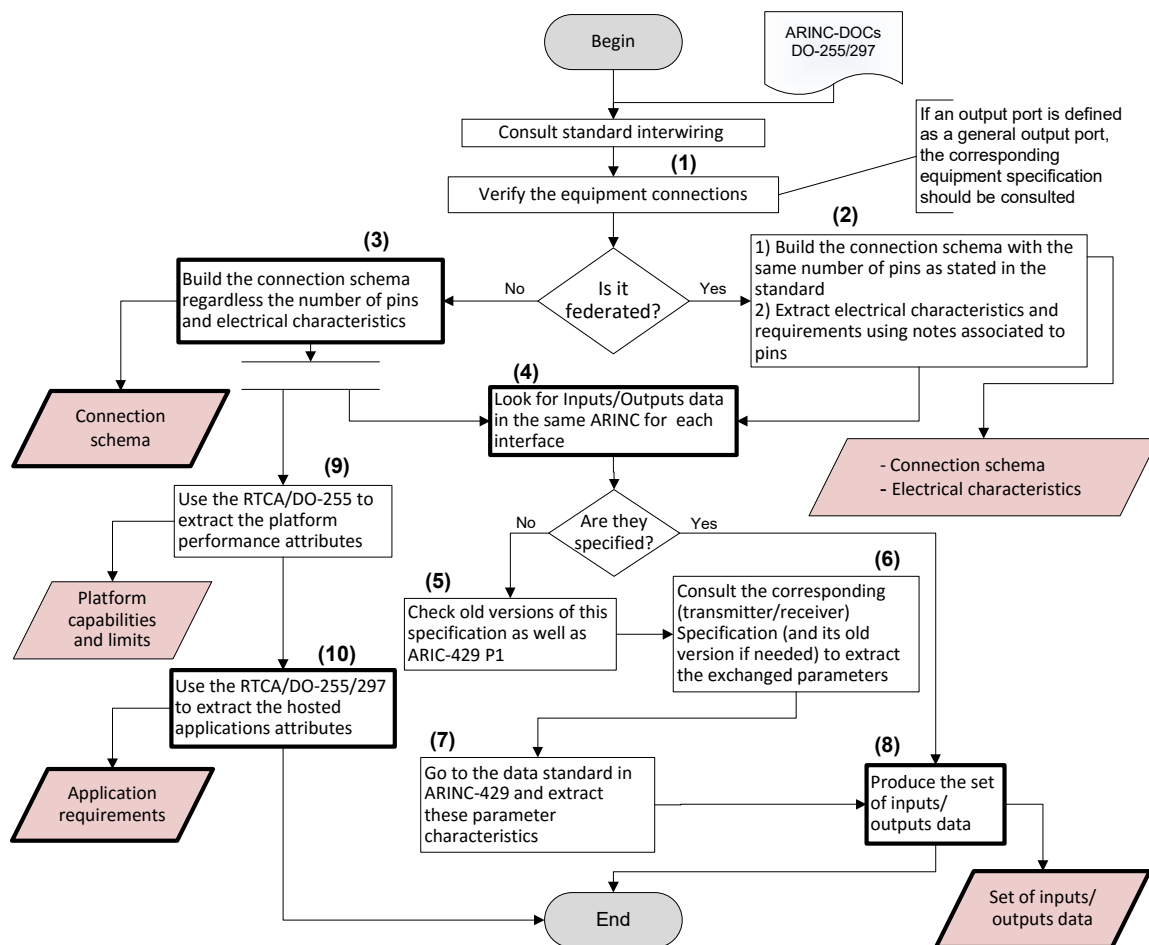 Begin
ARINC-DOCs
DO-255/297
Consult standard interwiring
(1)
Verify the equipment connections
If an output port is defined
as a general output port,
the corresponding
equipment specification
should be consulted
(2)
1) Build the connection schema with the
same number of pins as stated in the
standard
2) Extract electrical characteristics and
requirements using notes associated to
pins
(3)
Build the connection schema
regardless the number of pins
and electrical characteristics
No
Is it
federated?
Yes
Connection
schema
(4)
Look for Inputs/Outputs data
in the same ARINC for each
interface
- Connection schema
- Electrical characteristics
(9)
Use the RTCA/DO-255 to
extract the platform
performance attributes
No
Are they
specified?
Yes
Platform
capabilities
and limits
(5)
Check old versions of this
specification as well as
ARIC-429 P1
(6)
Consult the corresponding
(transmitter/receiver)
Specification (and its old
version if needed) to extract
the exchanged parameters
(10)
Use the RTCA/DO-255/297
to extract the hosted
applications attributes
(7)
Go to the data standard in
ARINC-429 and extract
these parameter
characteristics
(8)
Produce the set
of inputs/
outputs data
Application
requirements
End
Set of inputs/
outputs data